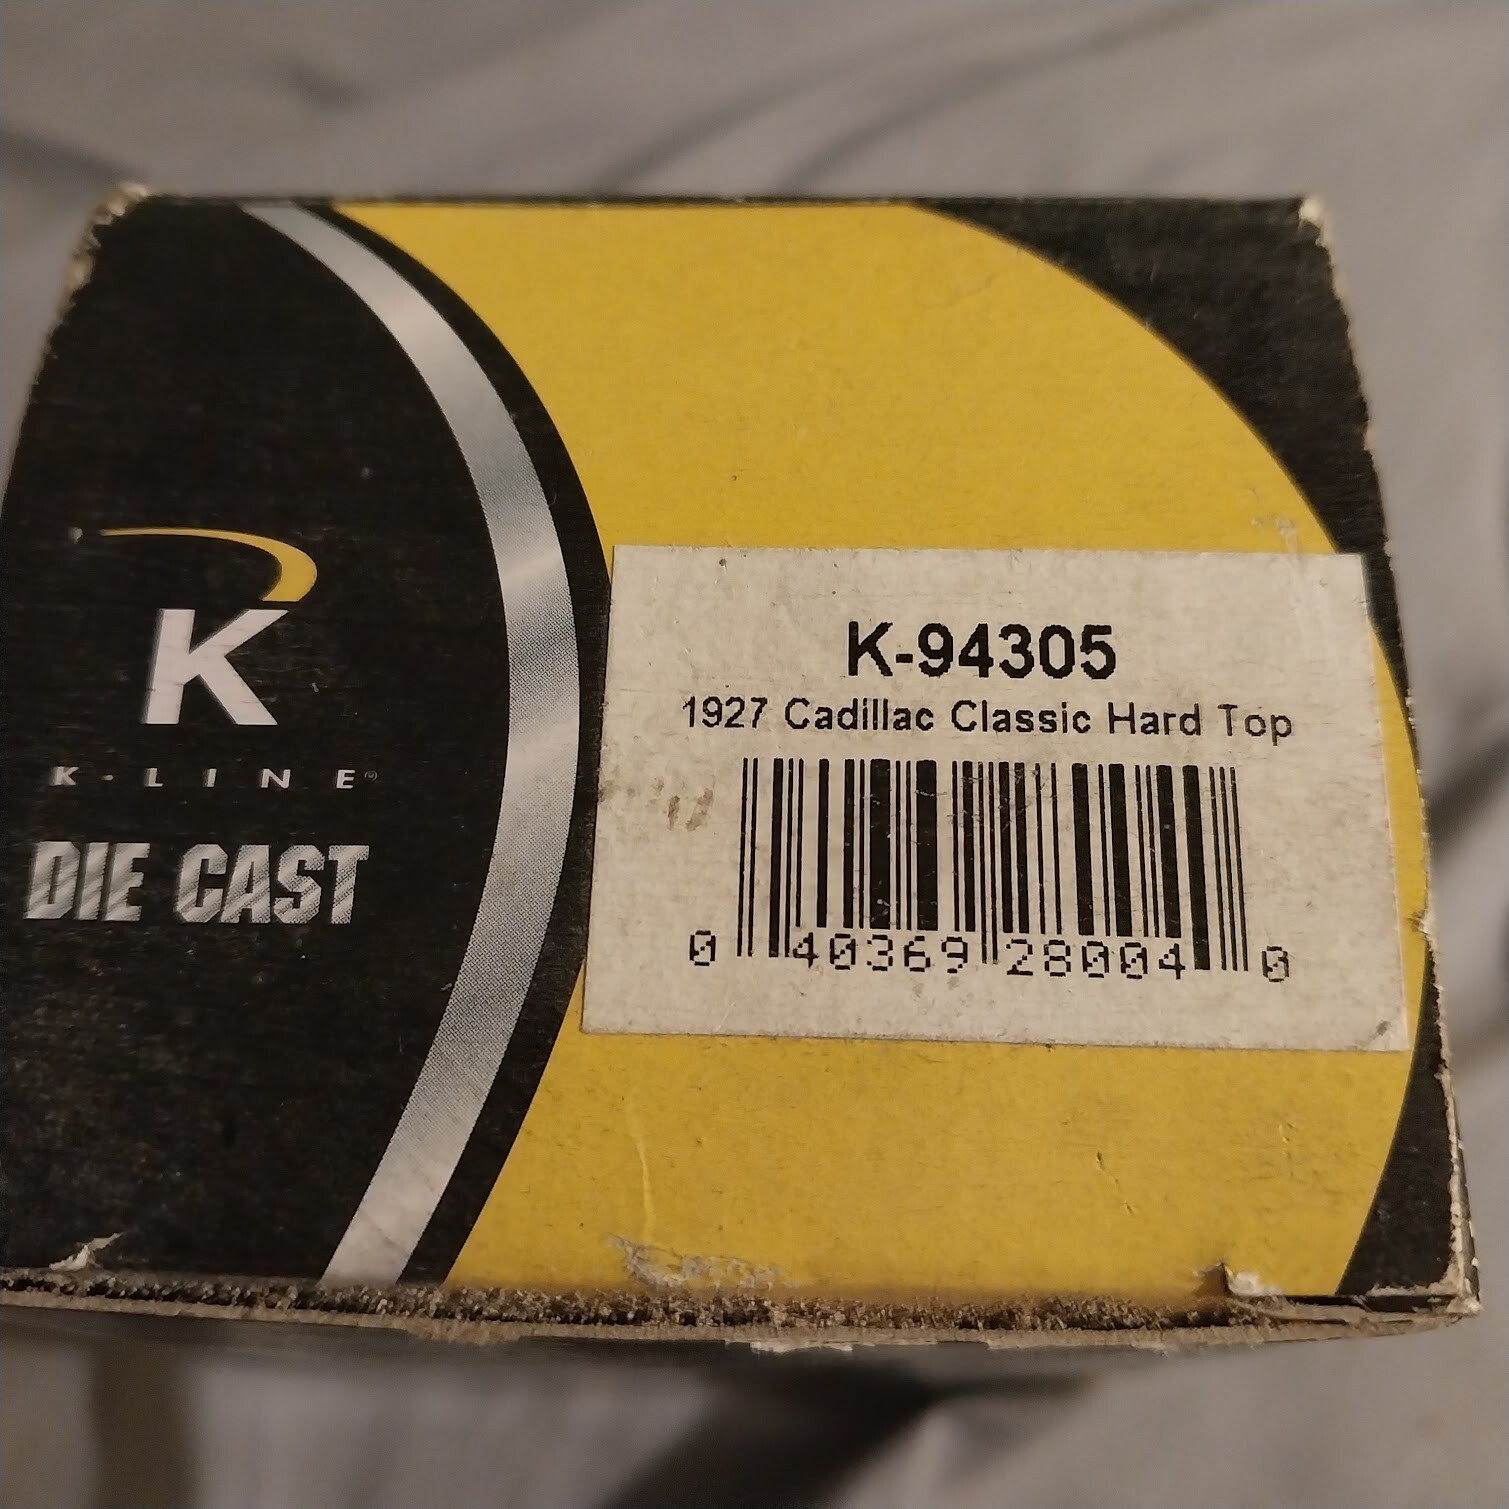 K
K-LINE®
DIE CAST
K-94305
1927 Cadillac Classic Hard Top
0 40369 28004 0